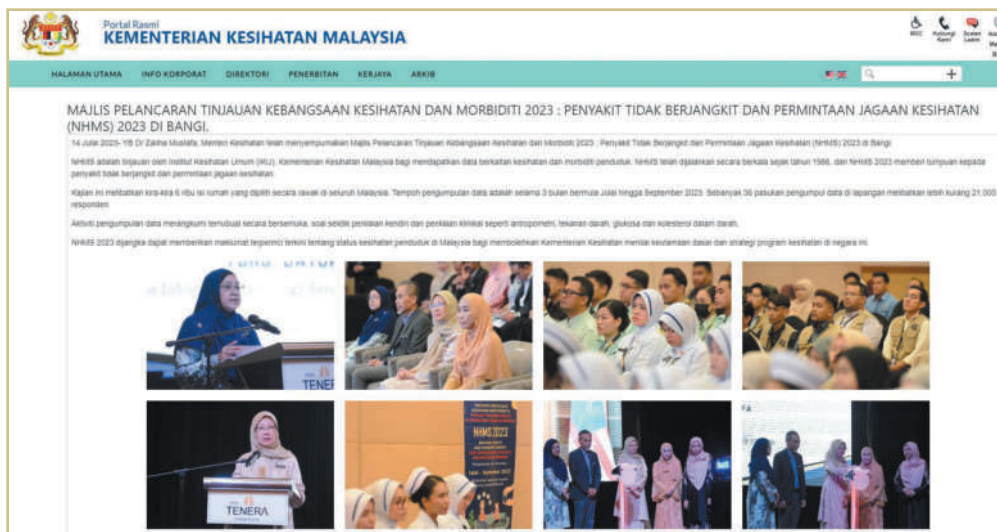 Portal Rasmi
KEMENTERIAN KESIHATAN MALAYSIA
HALAMAN UTAMA INFO KORPORAT DIREKTORI PENERBITAN KERJAYA ARKIB
MAJLIS PELANCARAN TINJAUAN KEBANGSAAN KESIHATAN DAN MORBIDITI 2023 : PENYAKIT TIDAK BERJANGKIT DAN PERMINTAAN JAGAAN KESIHATAN
(NHMS) 2023 DI BANGI.
14 Julai 2023- YB Dr Zaliha Mustafa, Menteri Kesihatan telah menyempurnakan Majlis Pelancaran Tinjauan Kebangsaan Kesihatan dan Morbiditi 2023 : Penyakit Tidak Berjangkit dan Permintaan Jagaan Kesihatan (NHMS) 2023 di Bangi
NHMS adalah tinjauan oleh Institut Kesihatan Umum (IKU), Kementerian Kesihatan Malaysia bagi mendapatkan data berkaitan kesihatan dan morbiditi penduduk. NHMS telah dijalankan secara berkala sejak tahun 1986, dan NHMS 2023 memberi tumpuan kepada
penyakit tidak berjangkit dan permintaan jagaan kesihatan.
Kajian ini melibatkan kira-kira 6 ribu isi rumah yang dipilih secara rawak di seluruh Malaysia. Tempoh pengumpulan data adalah selama 3 bulan bermula Julai hingga September 2023. Sebanyak 36 pasukan pengumpul data di lapangan melibatkan lebih kurang 21 000
responden.
Aktiviti pengumpulan data merangkumi temubual secara bersemuka, soal selidik penilaian kendiri dan penilaian klinikal seperti antropometri, tekanan darah, glukosa dan kolesterol dalam darah.
NHMS 2023 dijangka dapat memberikan maklumat terperinci terkini tentang status kesihatan penduduk di Malaysia bagi membolehkan Kementerian Kesihatan menilai keutamaan dasar dan strategi program kesihatan di negara ini.
TENERA
NHMS 2023
TENERA